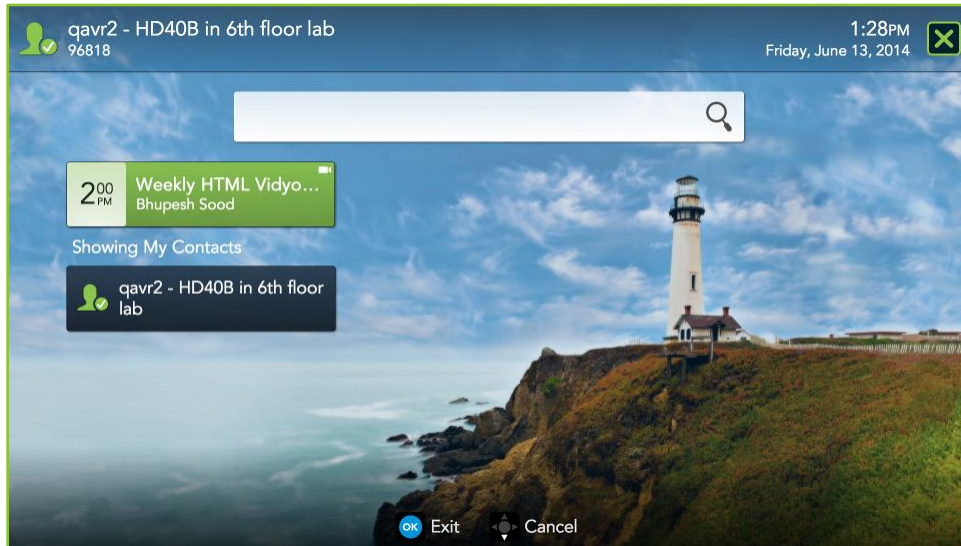 qavr2 - HD40B in 6th floor lab
96818
1:28PM
Friday, June 13, 2014
2 00 PM
Weekly HTML Vidyo...
Bhupesh Sood
Showing My Contacts
qavr2 - HD40B in 6th floor
lab
OK Exit Cancel